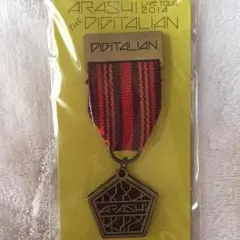 ARASHI LIVE TOUR 2014
THE DIGITALIAN
DIGITALIAN
ARASHI